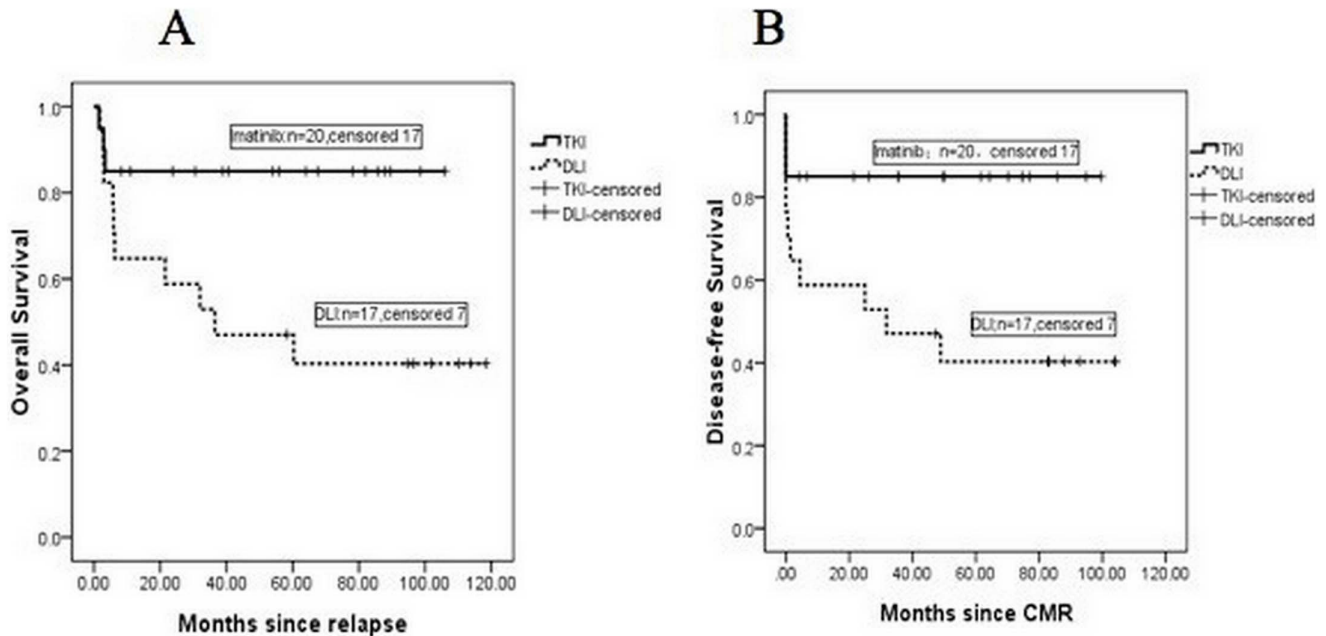 A
Overall Survival
1.0
0.8
0.6
0.4
0.2
0.0
Imatinib:n=20,censored 17
DLI:n=17,censored 7
TKI
DLI
TKI-censored
DLI-censored
0.00 20.00 40.00 60.00 80.00 100.00 120.00
Months since relapse
B
Disease-free Survival
1.0
0.8
0.6
0.4
0.2
0.0
Imatinib: n=20, censored 17
DLI;n=17,censored 7
TKI
DLI
TKI-censored
DLI-censored
.00 20.00 40.00 60.00 80.00 100.00 120.00
Months since CMR